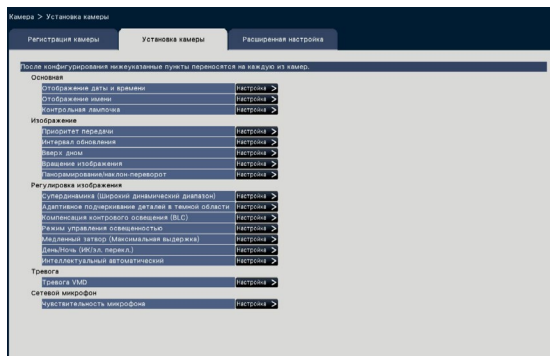 Камера > Установка камеры
Регистрация камеры Установка камеры Расширенная настройка
После конфигурирования нижеуказанные пункты переносятся на каждую из камер.
Основная
Отображение даты и времени Настройка >
Отображение имени Настройка >
Контрольная лампочка Настройка >
Изображение
Приоритет передачи Настройка >
Интервал обновления Настройка >
Вверх дном Настройка >
Вращение изображения Настройка >
Панорамирование/наклон-переворот Настройка >
Регулировка изображения
Супердинамика (Широкий динамический диапазон) Настройка >
Адаптивное подчеркивание деталей в темной области Настройка >
Компенсация контрового освещения (BLC) Настройка >
Режим управления освещенностью Настройка >
Медленный затвор (Максимальная выдержка) Настройка >
День/Ночь (ИК/эл. перекл.) Настройка >
Интеллектуальный автоматический Настройка >
Тревога
Тревога VMD Настройка >
Сетевой микрофон
Чувствительность микрофона Настройка >